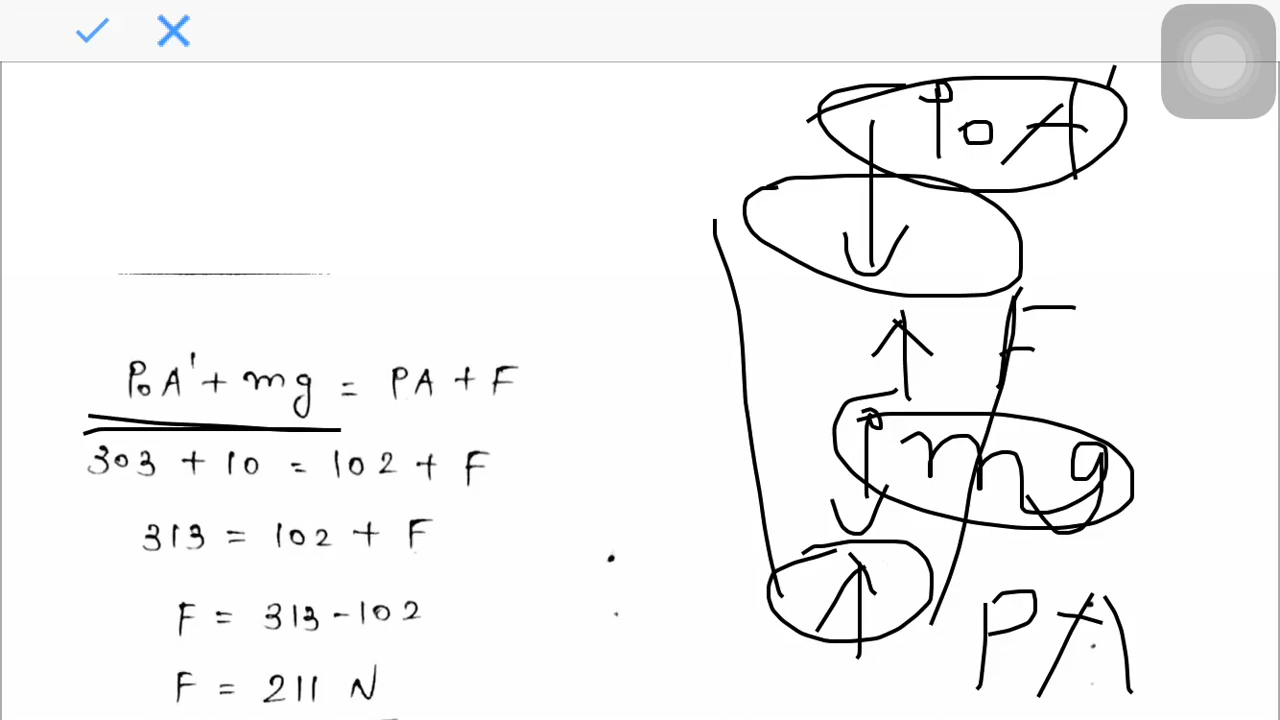 P₀A' + mg = PA + F
303 + 10 = 102 + F
313 = 102 + F
F = 313 - 102
F = 211 N
P₀A'
F
mg
PA